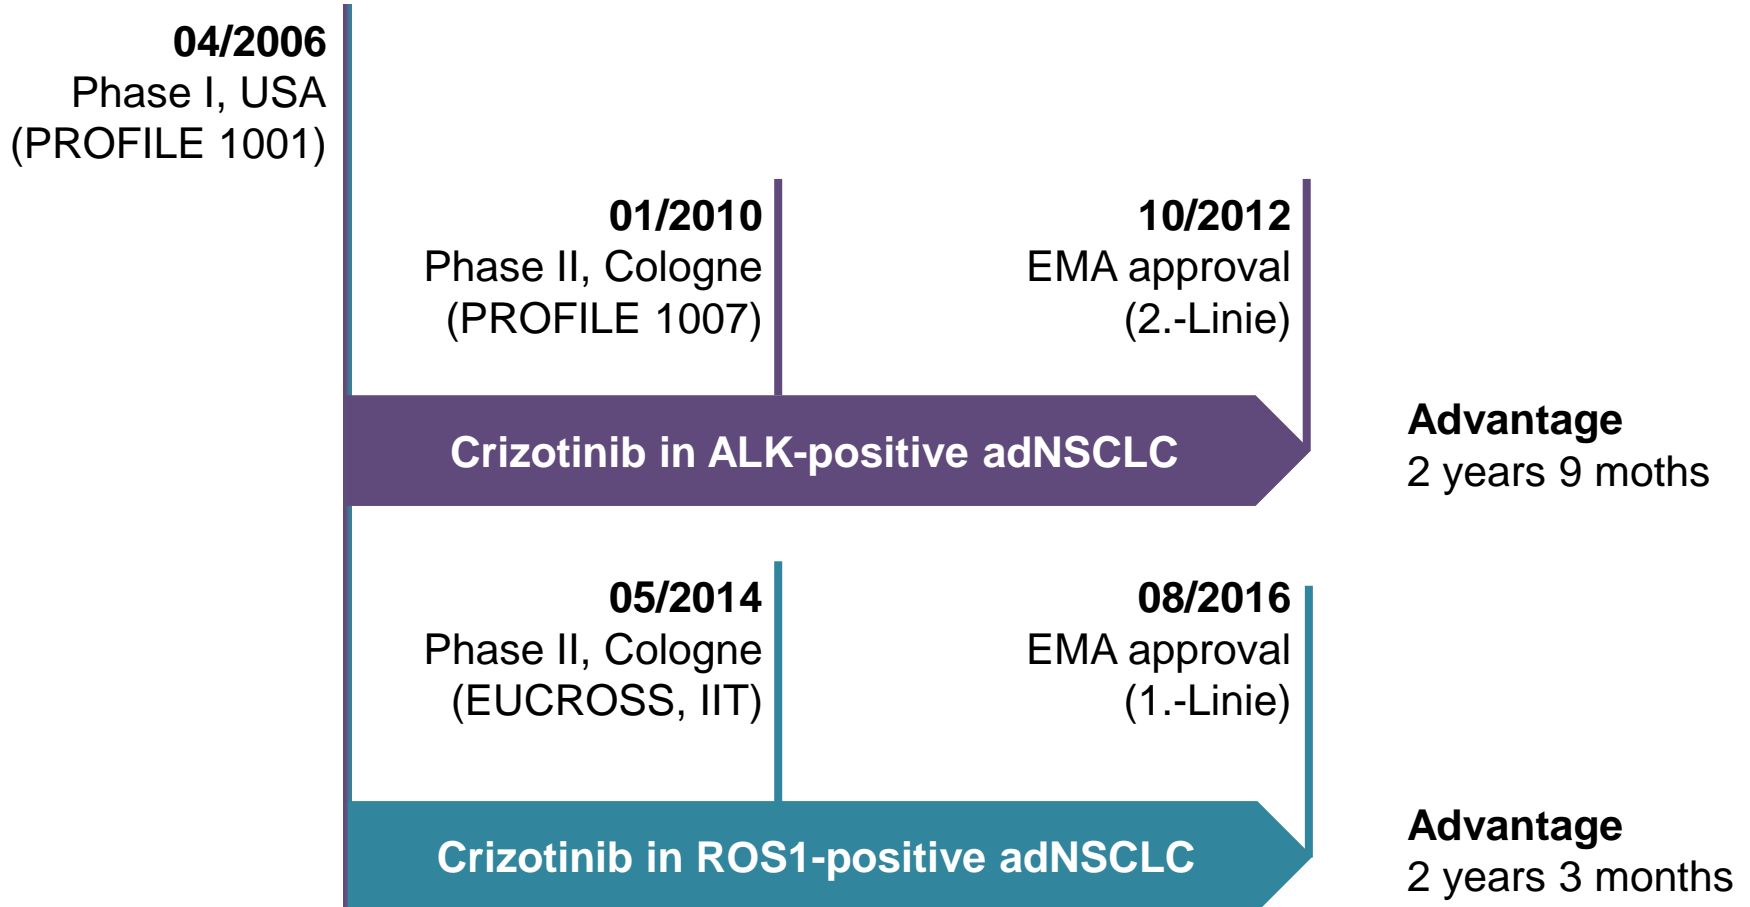 04/2006
Phase I, USA
(PROFILE 1001)
01/2010
Phase II, Cologne
(PROFILE 1007)
10/2012
EMA approval
(2.-Linie)
Crizotinib in ALK-positive adNSCLC
Advantage
2 years 9 moths
05/2014
Phase II, Cologne
(EUCROSS, IIT)
08/2016
EMA approval
(1.-Linie)
Crizotinib in ROS1-positive adNSCLC
Advantage
2 years 3 months